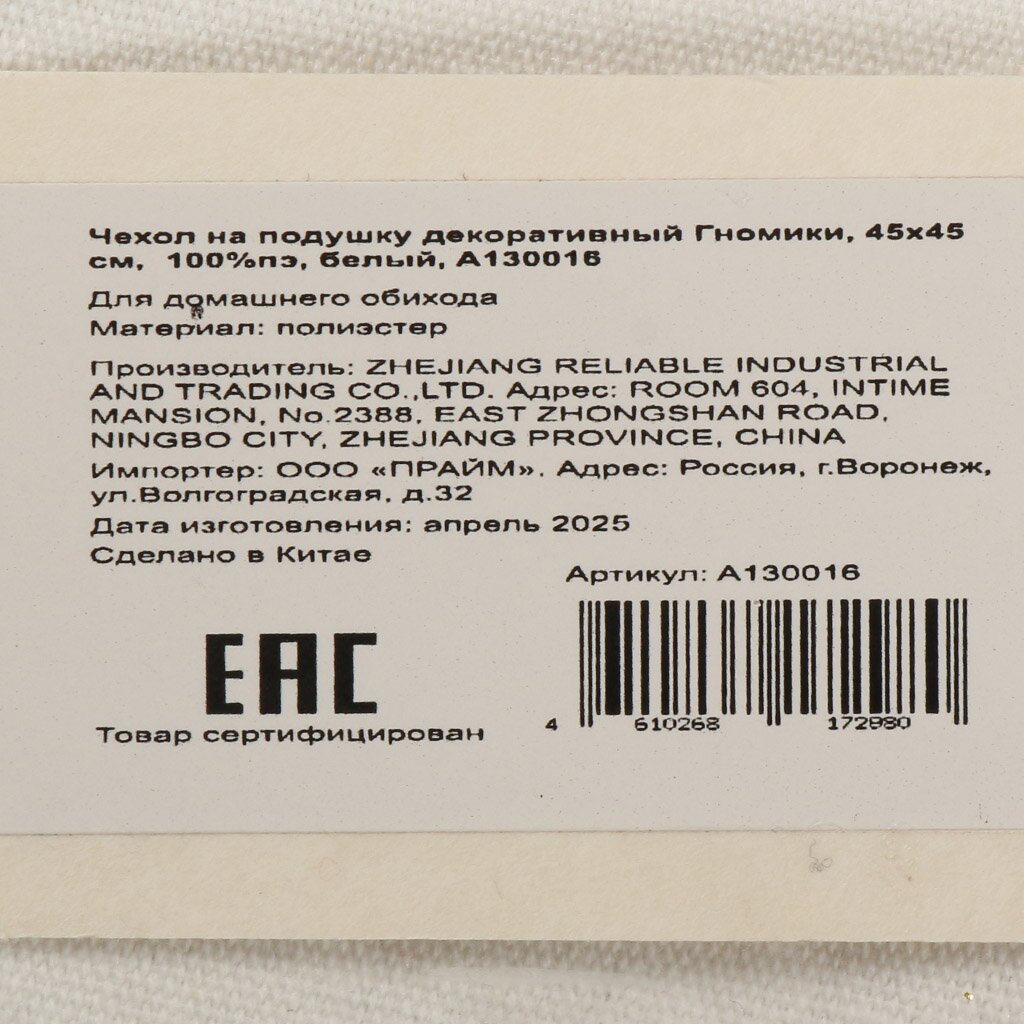 Чехол на подушку декоративный Гномики, 45х45
см,  100%пэ, белый, А130016
Для домашнего обихода
Материал: полиэстер
Производитель: ZHEJIANG RELIABLE INDUSTRIAL
AND TRADING CO.,LTD. Адрес: ROOM 604, INTIME
MANSION, No.2388, EAST ZHONGSHAN ROAD,
NINGBO CITY, ZHEJIANG PROVINCE, CHINA
Импортер: ООО «ПРАЙМ». Адрес: Россия, г.Воронеж,
ул.Волгоградская, д.32
Дата изготовления: апрель 2025
Сделано в Китае
Артикул: А130016
EAC
Товар сертифицирован
4 610268 172980